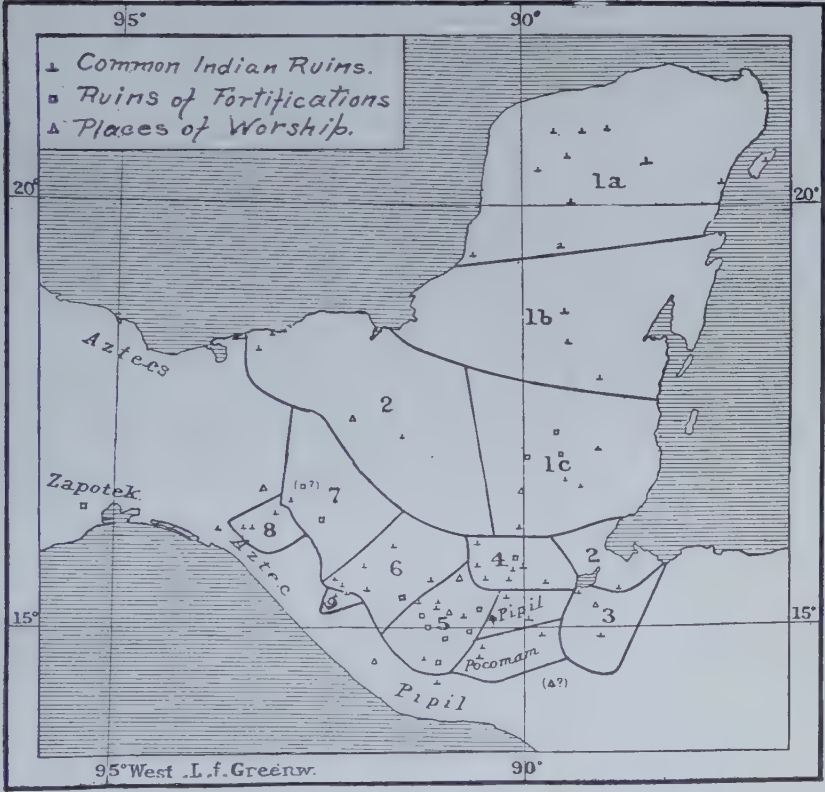 95° 90°
⊥ Common Indian Ruins.
□ Ruins of Fortifications
△ Places of Worship.
20° 20°
1a
1b
Aztecs
2
1c
Zapotek.
(□?) 7
8
Aztec
4 2
6
9
Pipil
3
15° 5 15°
Pocomam
(△?)
Pipil
95° West .L.f.Greenw. 90°